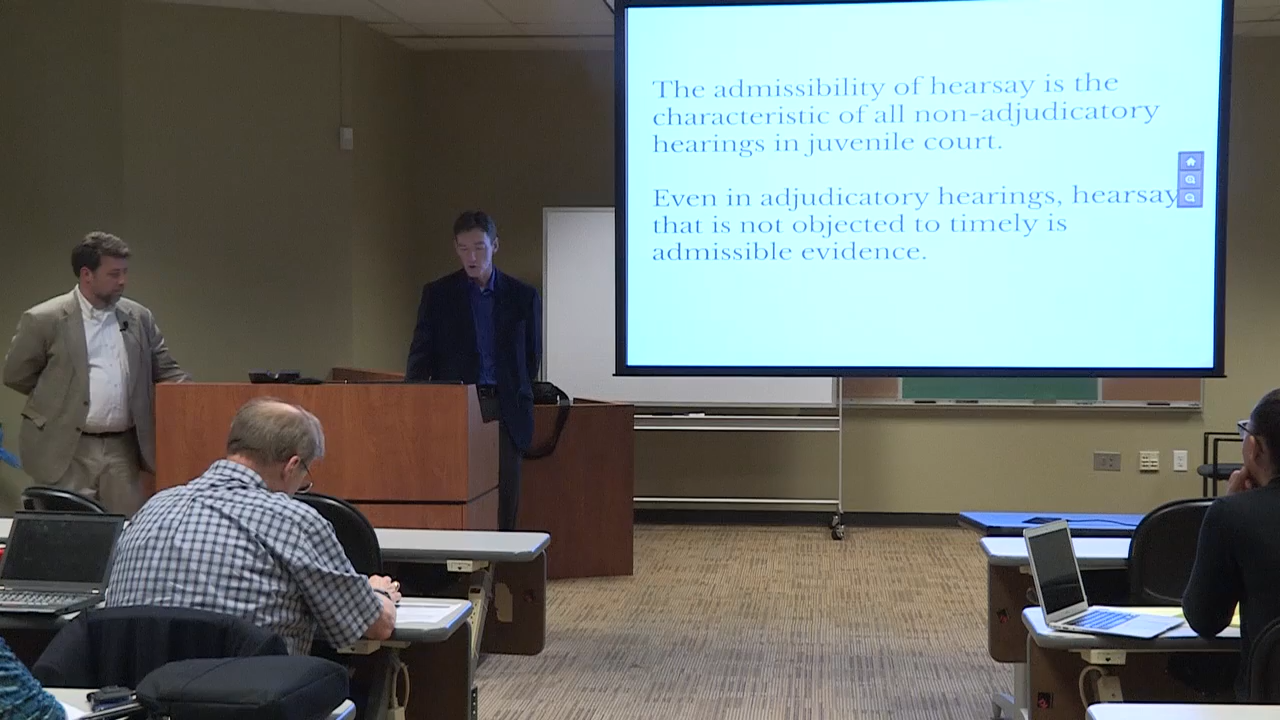 The admissibility of hearsay is the
characteristic of all non-adjudicatory
hearings in juvenile court.
Even in adjudicatory hearings, hearsay
that is not objected to timely is
admissible evidence.